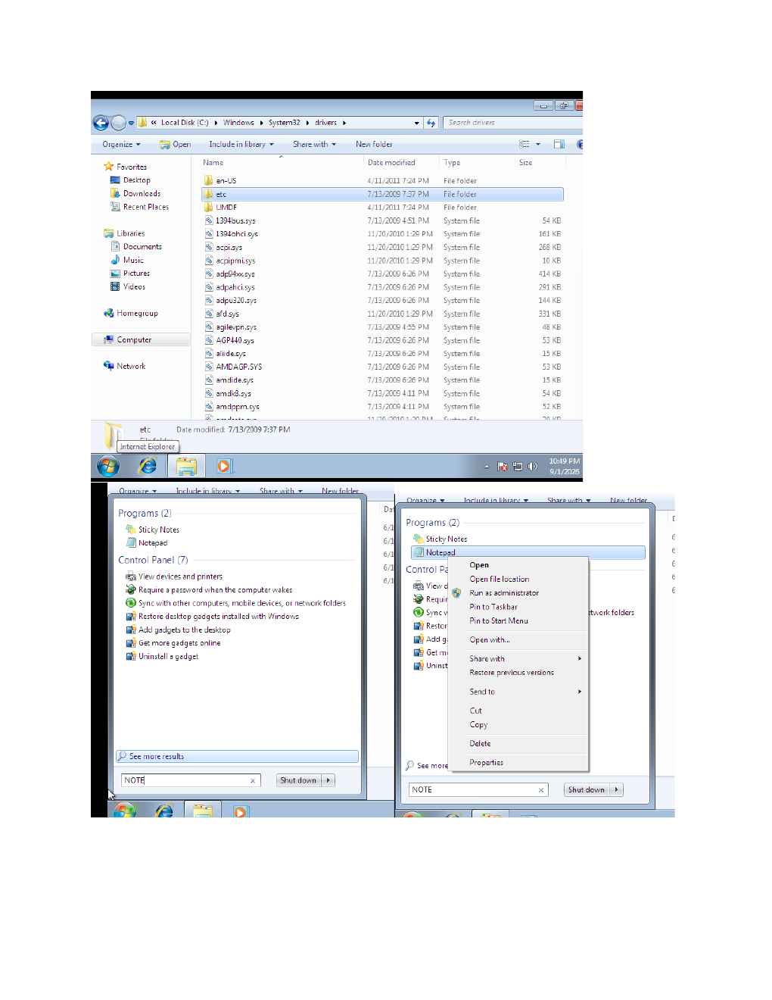 « Local Disk (C:) Windows System32 drivers
Search drivers
Organize Open Include in library Share with New folder
Name Date modified Type Size
Favorites
Desktop
Downloads
Recent Places
Libraries
Documents
Music
Pictures
Videos
Homegroup
Computer
Network
en-US 4/11/2011 7:24 PM File folder
etc 7/13/2009 7:37 PM File folder
UMDF 4/11/2011 7:24 PM File folder
1394bus.sys 7/13/2009 4:51 PM System file 54 KB
1394ohci.sys 11/20/2010 1:29 PM System file 161 KB
acpi.sys 11/20/2010 1:29 PM System file 268 KB
acpipmi.sys 11/20/2010 1:29 PM System file 10 KB
adp94xx.sys 7/13/2009 6:26 PM System file 414 KB
adpahci.sys 7/13/2009 6:26 PM System file 291 KB
adpu320.sys 7/13/2009 6:26 PM System file 144 KB
afd.sys 11/20/2010 1:29 PM System file 331 KB
agilevpn.sys 7/13/2009 4:55 PM System file 48 KB
AGP440.sys 7/13/2009 6:26 PM System file 53 KB
aliide.sys 7/13/2009 6:26 PM System file 15 KB
AMDAGP.SYS 7/13/2009 6:26 PM System file 53 KB
amdide.sys 7/13/2009 6:26 PM System file 15 KB
amdk8.sys 7/13/2009 4:11 PM System file 54 KB
amdppm.sys 7/13/2009 4:11 PM System file 52 KB
etc Date modified: 7/13/2009 7:37 PM
File folder
Internet Explorer
10:49 PM
9/1/2026
Organize Include in library Share with New folder
Programs (2)
Sticky Notes
Notepad
Control Panel (7)
View devices and printers
Require a password when the computer wakes
Sync with other computers, mobile devices, or network folders
Restore desktop gadgets installed with Windows
Add gadgets to the desktop
Get more gadgets online
Uninstall a gadget
See more results
NOTE
Shut down
Organize Include in library Share with New folder
Programs (2)
Sticky Notes
Notepad
Control Pa
View d
Requir
Sync w
etwork folders
Restor
Add ga
Get mo
Uninst
See more
Open
Open file location
Run as administrator
Pin to Taskbar
Pin to Start Menu
Open with...
Share with
Restore previous versions
Send to
Cut
Copy
Delete
Properties
NOTE
Shut down